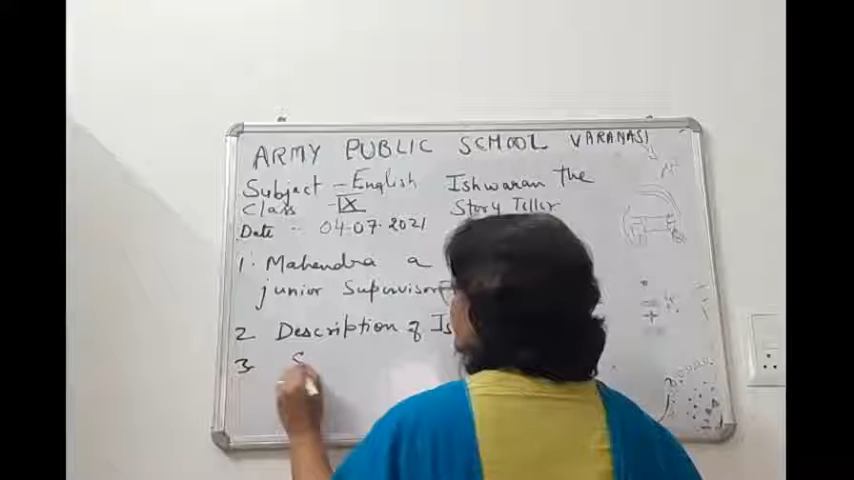 ARMY PUBLIC SCHOOL VARANASI
Subject - English Ishwaran The
Class - IX Story Teller
Date - 04-07-2021
1. Mahendra a
junior Supervisor
2 Description of Is
3 S